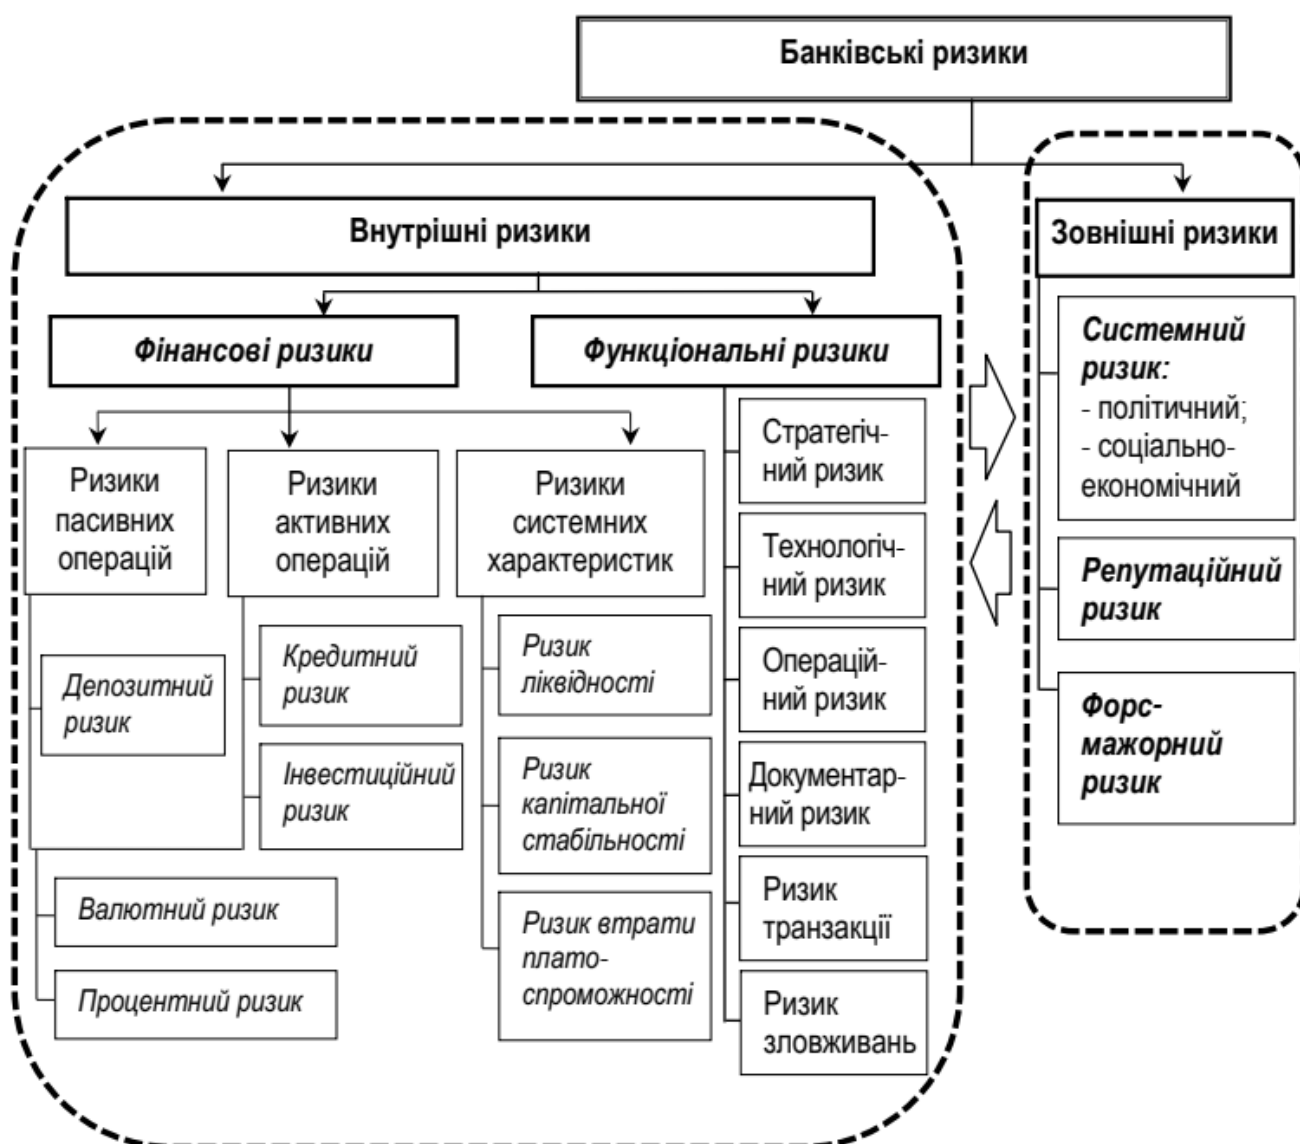 Банківські ризики
Внутрішні ризики
Зовнішні ризики
Фінансові ризики
Функціональні ризики
Ризики
пасивних
операцій
Депозитний
ризик
Ризики
активних
операцій
Кредитний
ризик
Інвестиційний
ризик
Валютний ризик
Процентний ризик
Ризики
системних
характеристик
Ризик
ліквідності
Ризик
капітальної
стабільності
Ризик втрати
плато-
спроможності
Стратегіч-
ний ризик
Технологіч-
ний ризик
Операцій-
ний ризик
Документар-
ний ризик
Ризик
транзакції
Ризик
зловживань
Системний
ризик:
- політичний;
- соціально-
економічний
Репутаційний
ризик
Форс-
мажорний
ризик